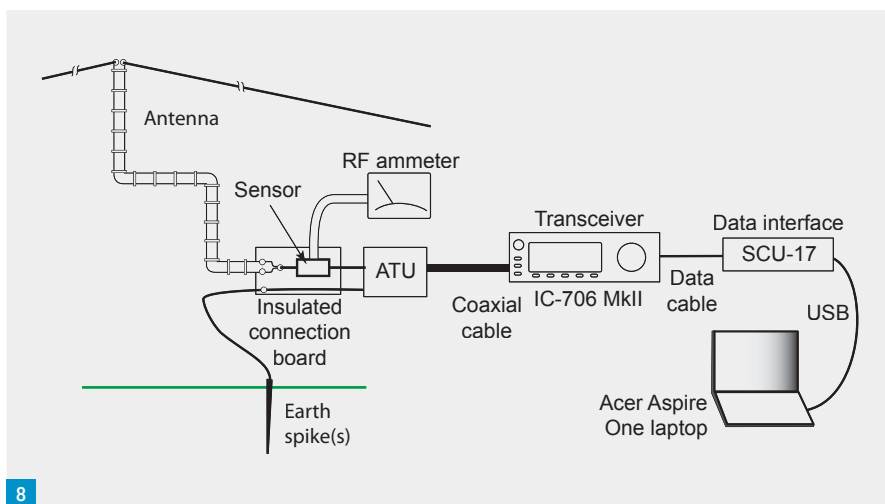 Antenna
RF ammeter
Sensor
Transceiver
Data interface
SCU-17
ATU
IC-706 MkII
Coaxial
cable
Data
cable
USB
Insulated
connection
board
Acer Aspire
One laptop
Earth
spike(s)
8